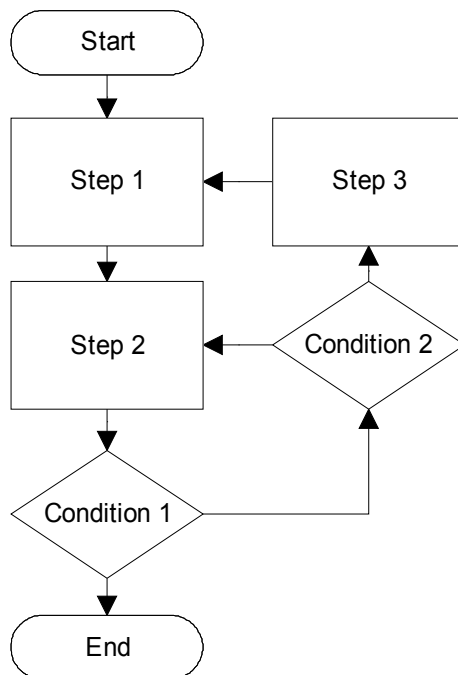 Start
Step 1
Step 3
Step 2
Condition 2
Condition 1
End